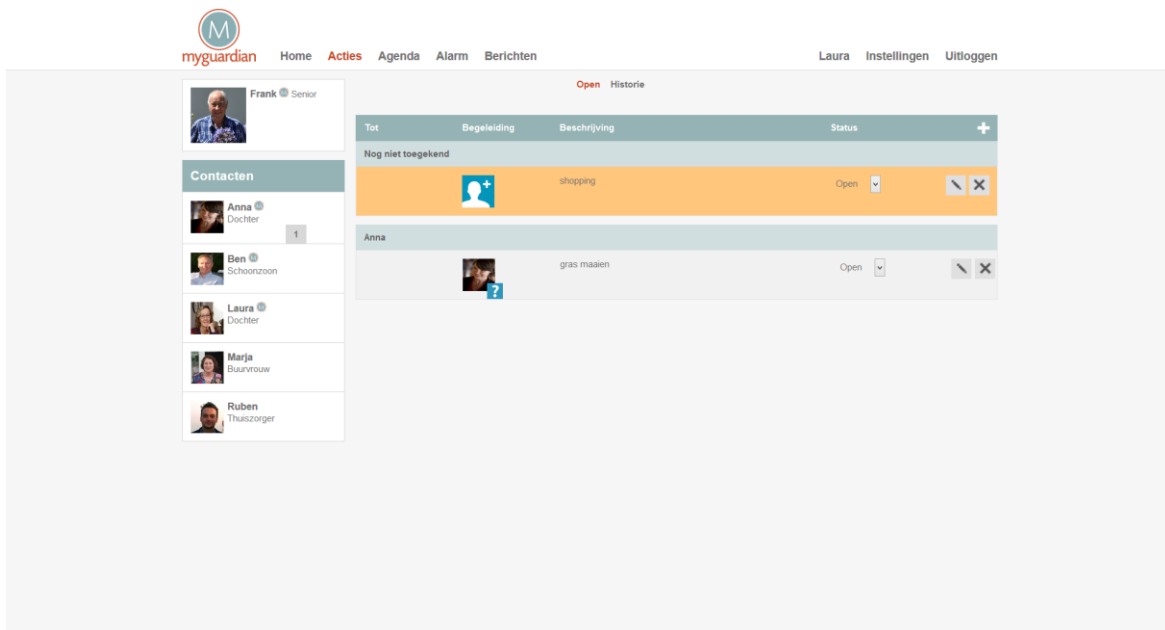 M
myguardian
Home Acties Agenda Alarm Berichten
Laura Instellingen Uitloggen
Frank Senior
Contacten
Anna
Dochter
1
Ben
Schoonzoon
Laura
Dochter
Marja
Buurvrouw
Ruben
Thuiszorger
Open Historie
Tot Begeleiding Beschrijving Status
Nog niet toegekend
shopping Open
Anna
gras maaien Open
?